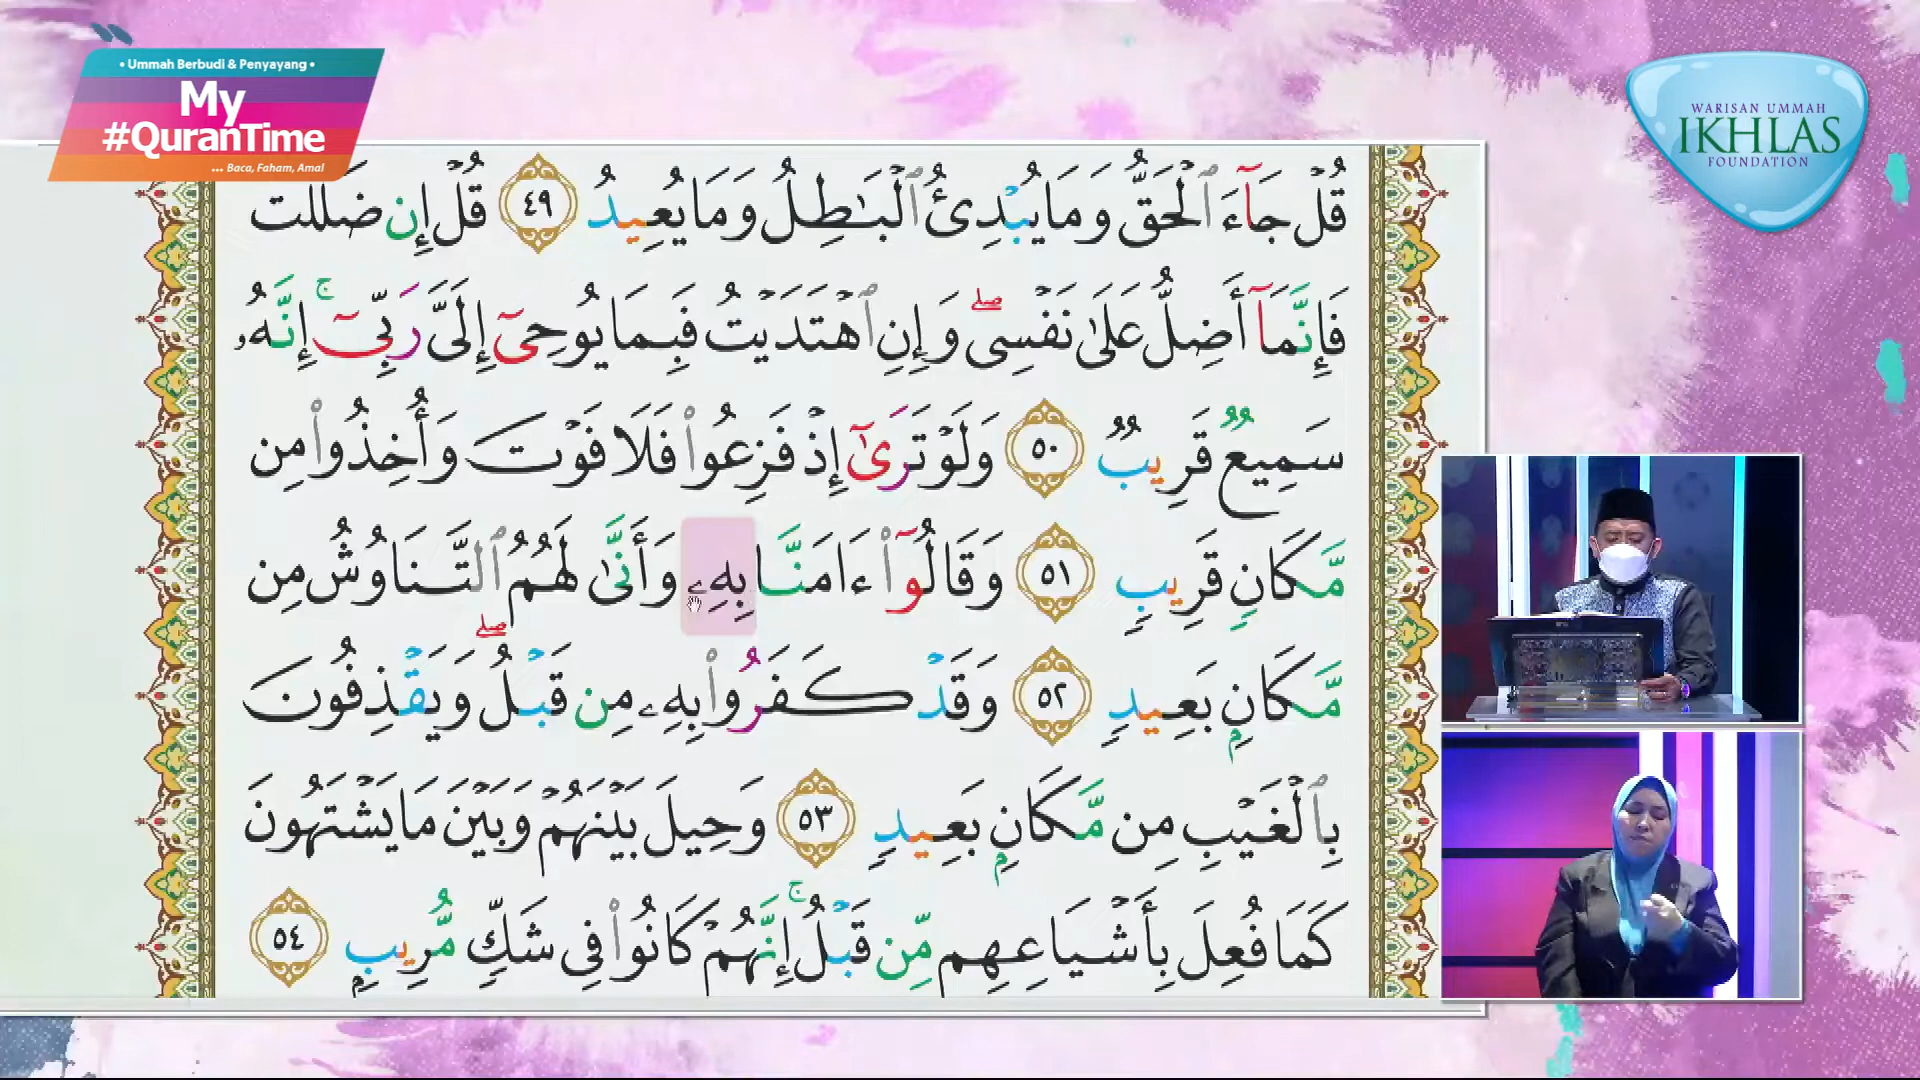 • Ummah Berbudi & Penyayang •
My
#QuranTime
... Baca, Faham, Amal
WARISAN UMMAH
IKHLAS
FOUNDATION
قُلْ جَآءَ ٱلْحَقُّ وَمَا يُبْدِئُ ٱلْبَـٰطِلُ وَمَا يُعِيدُ ٤٩ قُلْ إِن ضَلَلْتُ
فَإِنَّمَآ أَضِلُّ عَلَىٰ نَفْسِى ۖ وَإِنِ ٱهْتَدَيْتُ فَبِمَا يُوحِىٓ إِلَىَّ رَبِّىٓ ۚ إِنَّهُۥ
سَمِيعٌ قَرِيبٌ ٥٠ وَلَوْ تَرَىٰٓ إِذْ فَزِعُوا۟ فَلَا فَوْتَ وَأُخِذُوا۟ مِن
مَّكَانٍ قَرِيبٍ ٥١ وَقَالُوٓا۟ ءَامَنَّا بِهِۦ وَأَنَّىٰ لَهُمُ ٱلتَّنَاوُشُ مِن
مَّكَانٍۭ بَعِيدٍ ٥٢ وَقَدْ كَفَرُوا۟ بِهِۦ مِن قَبْلُ ۖ وَيَقْذِفُونَ
بِٱلْغَيْبِ مِن مَّكَانٍۭ بَعِيدٍ ٥٣ وَحِيلَ بَيْنَهُمْ وَبَيْنَ مَا يَشْتَهُونَ
كَمَا فُعِلَ بِأَشْيَاعِهِم مِّن قَبْلُ ۚ إِنَّهُمْ كَانُوا۟ فِى شَكٍّ مُّرِيبٍۭ ٥٤